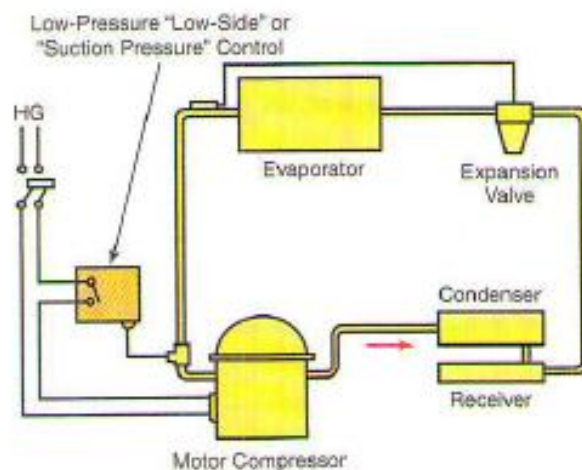 Low-Pressure "Low-Side" or
"Suction Pressure" Control
HG
Evaporator
Expansion
Valve
Condenser
Receiver
Motor Compressor